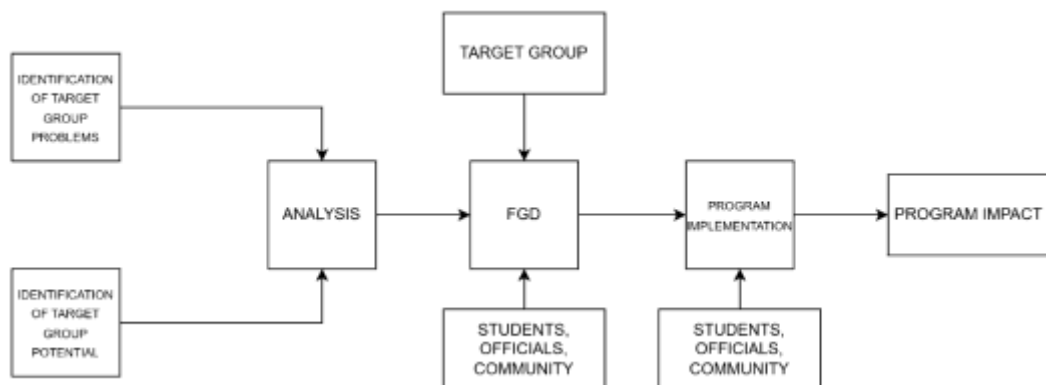 TARGET GROUP
IDENTIFICATION
OF TARGET
GROUP
PROBLEMS
ANALYSIS
FGD
PROGRAM
IMPLEMENTATION
PROGRAM IMPACT
IDENTIFICATION
OF TARGET
GROUP
POTENTIAL
STUDENTS,
OFFICIALS,
COMMUNITY
STUDENTS,
OFFICIALS,
COMMUNITY